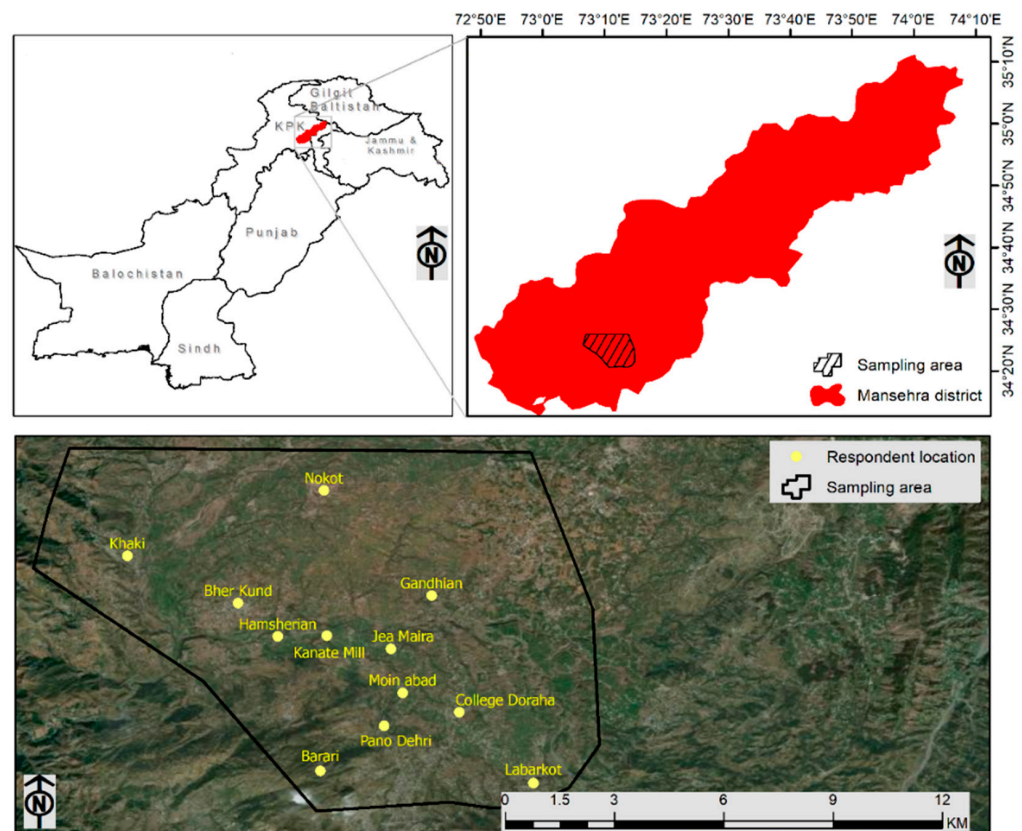 72°50'E 73°0'E 73°10'E 73°20'E 73°30'E 73°40'E 73°50'E 74°0'E 74°10'E
Gilgit
Baltistan
KPK
Jammu &
Kashmir
Punjab
Balochistan
Sindh
N
N
35°10'N
35°0'N
34°50'N
34°40'N
34°30'N
34°20'N
Sampling area
Mansehra district
Respondent location
Sampling area
Nokot
Khaki
Bher Kund
Gandhian
Hamsherian
Kanate Mill
Jea Maira
Moin abad
College Doraha
Pano Dehri
Barari
Labarkot
N
0 1.5 3 6 9 12
KM